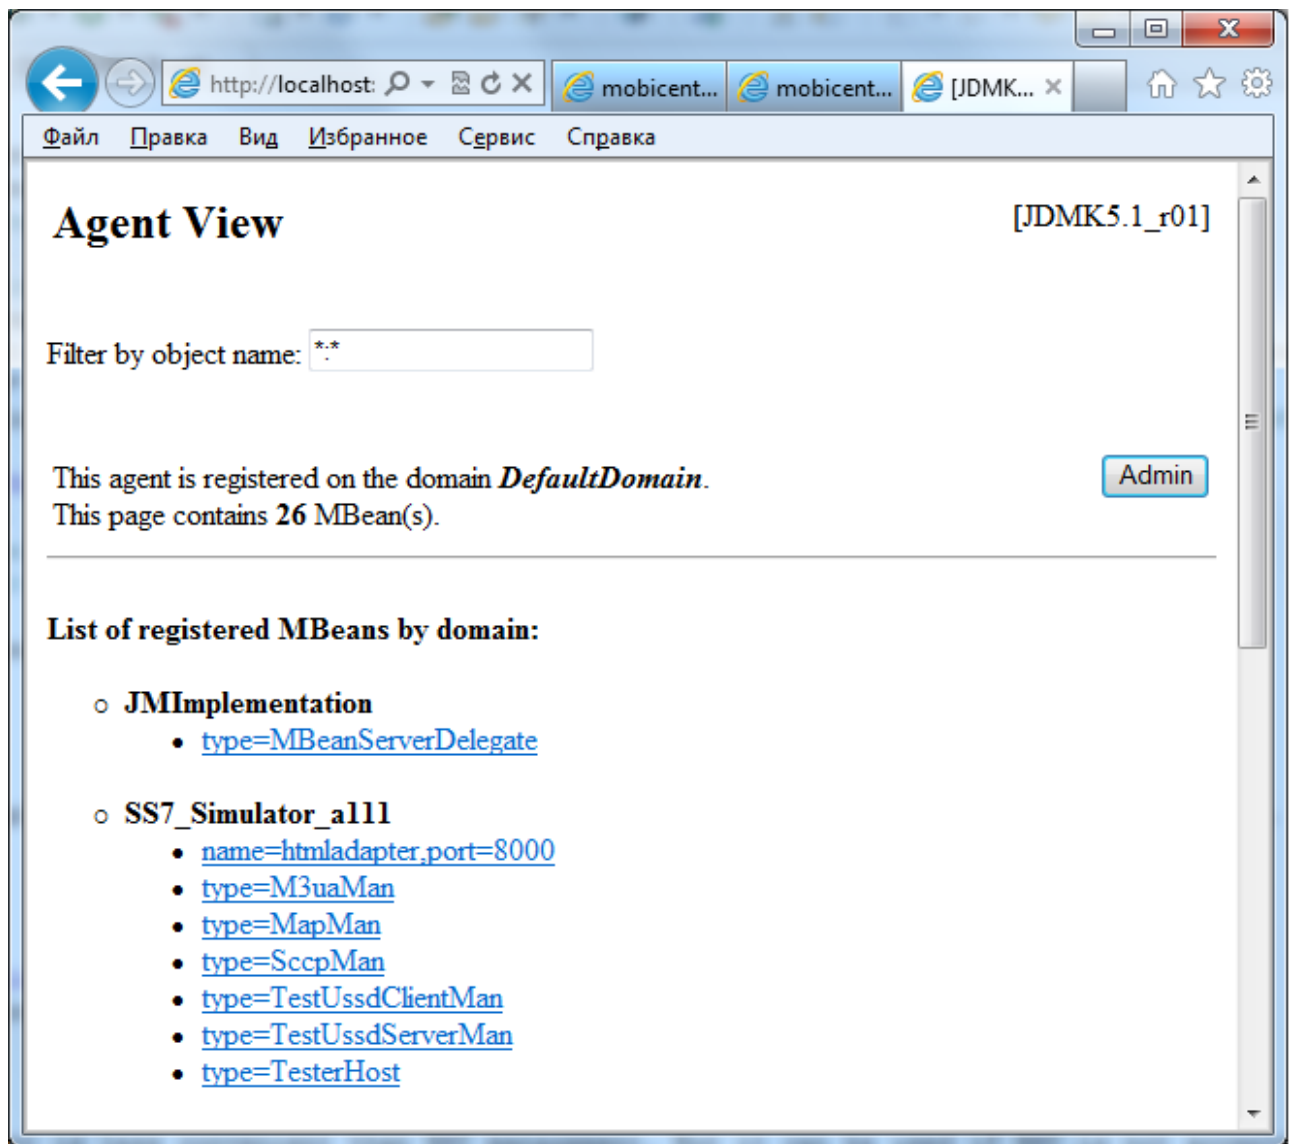 http://localhost:
mobicent...
mobicent...
[JDMK...
Файл Правка Вид Избранное Сервис Справка
Agent View
[JDMK5.1_r01]
Filter by object name: *:*
This agent is registered on the domain DefaultDomain.
Admin
This page contains 26 MBean(s).
List of registered MBeans by domain:
JMImplementation
type=MBeanServerDelegate
SS7_Simulator_a111
name=htmladapter,port=8000
type=M3uaMan
type=MapMan
type=SccpMan
type=TestUssdClientMan
type=TestUssdServerMan
type=TesterHost